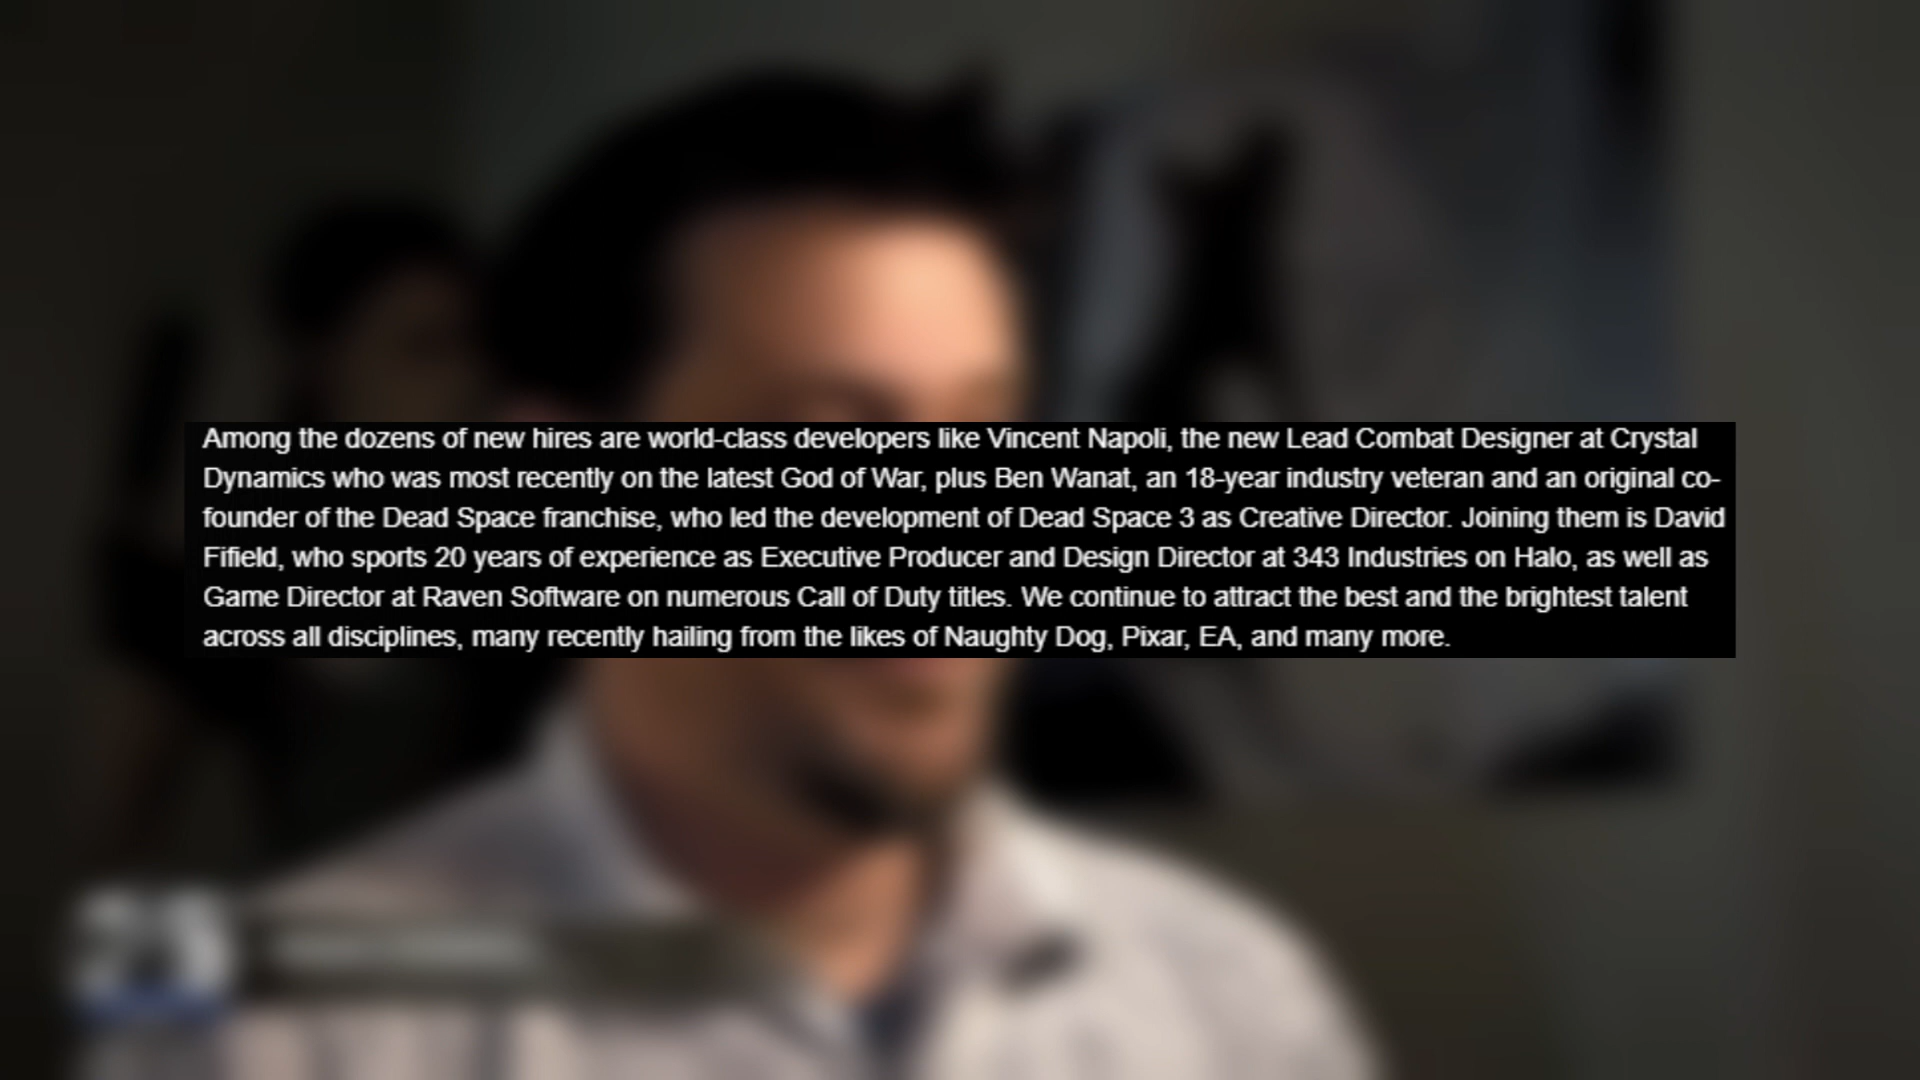 Among the dozens of new hires are world-class developers like Vincent Napoli, the new Lead Combat Designer at Crystal
Dynamics who was most recently on the latest God of War, plus Ben Wanat, an 18-year industry veteran and an original co-
founder of the Dead Space franchise, who led the development of Dead Space 3 as Creative Director. Joining them is David
Fifield, who sports 20 years of experience as Executive Producer and Design Director at 343 Industries on Halo, as well as
Game Director at Raven Software on numerous Call of Duty titles. We continue to attract the best and the brightest talent
across all disciplines, many recently hailing from the likes of Naughty Dog, Pixar, EA, and many more.